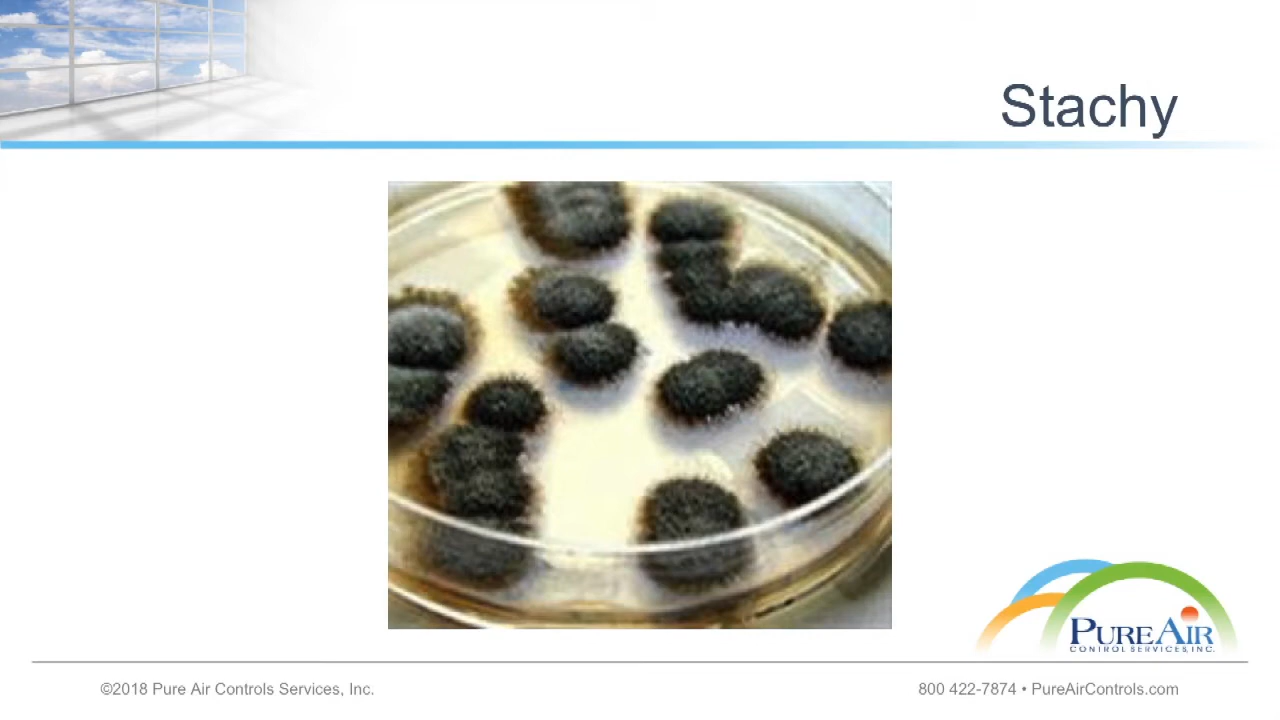 Stachy
PUREAIR
CONTROL SERVICES, INC.
©2018 Pure Air Controls Services, Inc.
800 422-7874 • PureAirControls.com